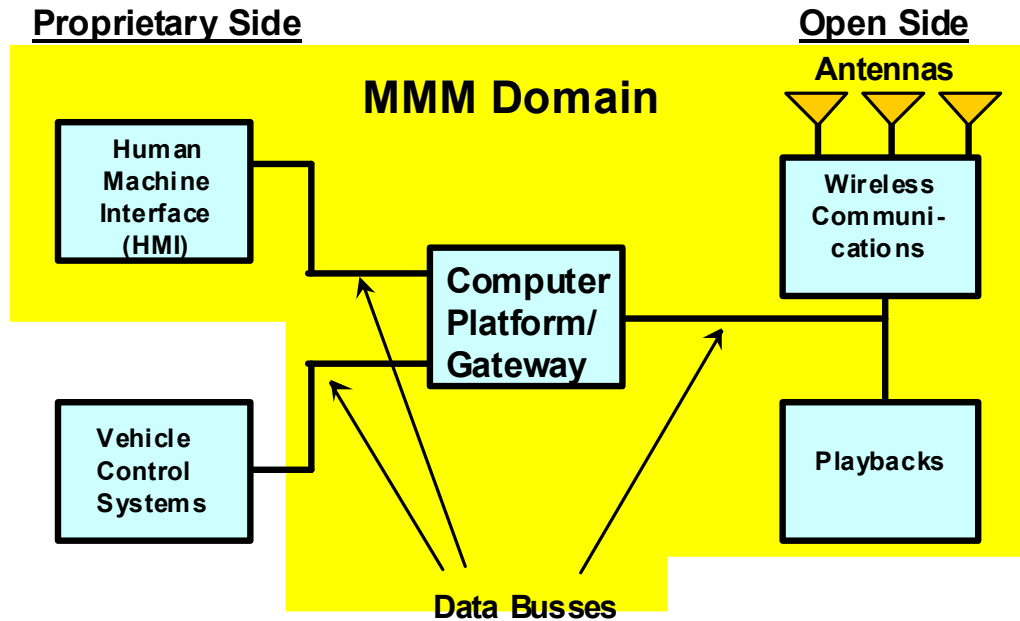 Proprietary Side
Open Side
MMM Domain
Antennas
Human
Machine
Interface
(HMI)
Wireless
Communi-
cations
Computer
Platform/
Gateway
Vehicle
Control
Systems
Playbacks
Data Busses